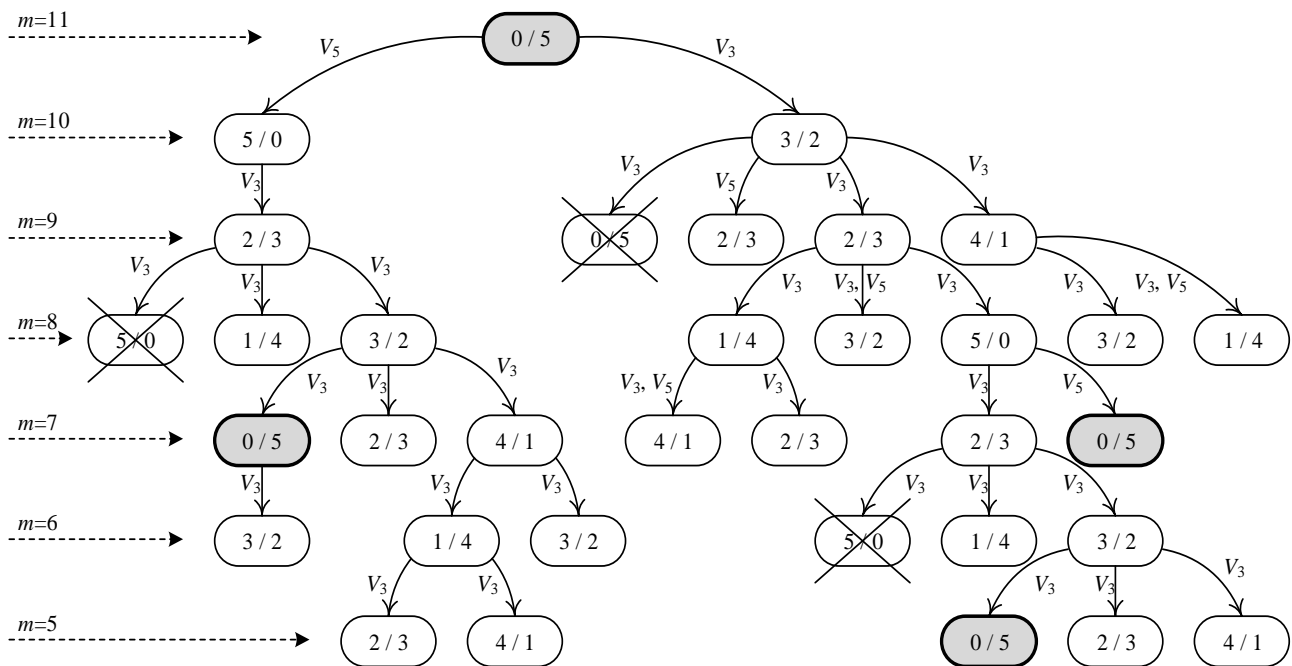 m=11
0 / 5
V5 V3
m=10
5 / 0 3 / 2
V3 V3 V5 V3 V3
m=9
2 / 3 0 / 5 2 / 3 2 / 3 4 / 1
V3 V3 V3 V3 V3, V5 V3 V3 V3, V5
m=8
5 / 0 1 / 4 3 / 2 1 / 4 3 / 2 5 / 0 3 / 2 1 / 4
V3 V3 V3 V3, V5 V3 V3 V5
m=7
0 / 5 2 / 3 4 / 1 4 / 1 2 / 3 2 / 3 0 / 5
V3 V3 V3 V3 V3 V3
m=6
3 / 2 1 / 4 3 / 2 5 / 0 1 / 4 3 / 2
V3 V3 V3 V3 V3
m=5
2 / 3 4 / 1 0 / 5 2 / 3 4 / 1